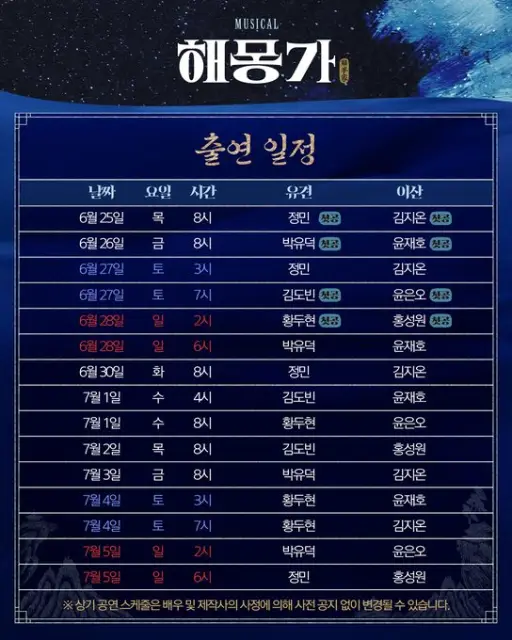 MUSICAL
해몽가
출연 일정
날짜 요일 시간 유견 이산
6월 25일 목 8시 정민 첫공 김지온 첫공
6월 26일 금 8시 박유덕 첫공 윤재호 첫공
6월 27일 토 3시 정민 김지온
6월 27일 토 7시 김도빈 첫공 윤은오 첫공
6월 28일 일 2시 황두현 첫공 홍성원 첫공
6월 28일 일 6시 박유덕 윤재호
6월 30일 화 8시 정민 김지온
7월 1일 수 4시 김도빈 윤재호
7월 1일 수 8시 황두현 윤은오
7월 2일 목 8시 김도빈 홍성원
7월 3일 금 8시 박유덕 김지온
7월 4일 토 3시 황두현 윤재호
7월 4일 토 7시 황두현 김지온
7월 5일 일 2시 박유덕 윤은오
7월 5일 일 6시 정민 홍성원
※ 상기 공연 스케줄은 배우 및 제작사의 사정에 의해 사전 공지 없이 변경될 수 있습니다.